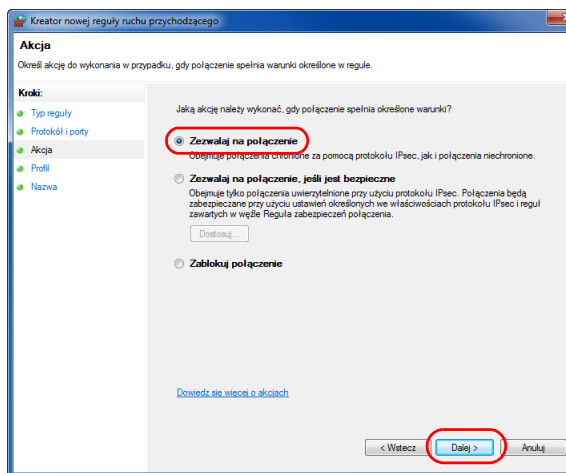 Kreator nowej reguły ruchu przychodzącego
Akcja
Określ akcję do wykonania w przypadku, gdy połączenie spełnia warunki określone w regule.
Kroki:
Typ reguły
Protokół i porty
Akcja
Profil
Nazwa
Jaką akcję należy wykonać, gdy połączenie spełnia określone warunki?
Zezwalaj na połączenie
Obejmuje połączenia chronione za pomocą protokołu IPsec, jak i połączenia niechronione.
Zezwalaj na połączenie, jeśli jest bezpieczne
Obejmuje tylko połączenia uwierzytelnione przy użyciu protokołu IPsec. Połączenia będą
zabezpieczane przy użyciu ustawień określonych we właściwościach protokołu IPsec i reguł
zawartych w węźle Reguła zabezpieczeń połączenia.
Dostosuj...
Zablokuj połączenie
Dowiedz się więcej o akcjach
< Wstecz
Dalej >
Anuluj